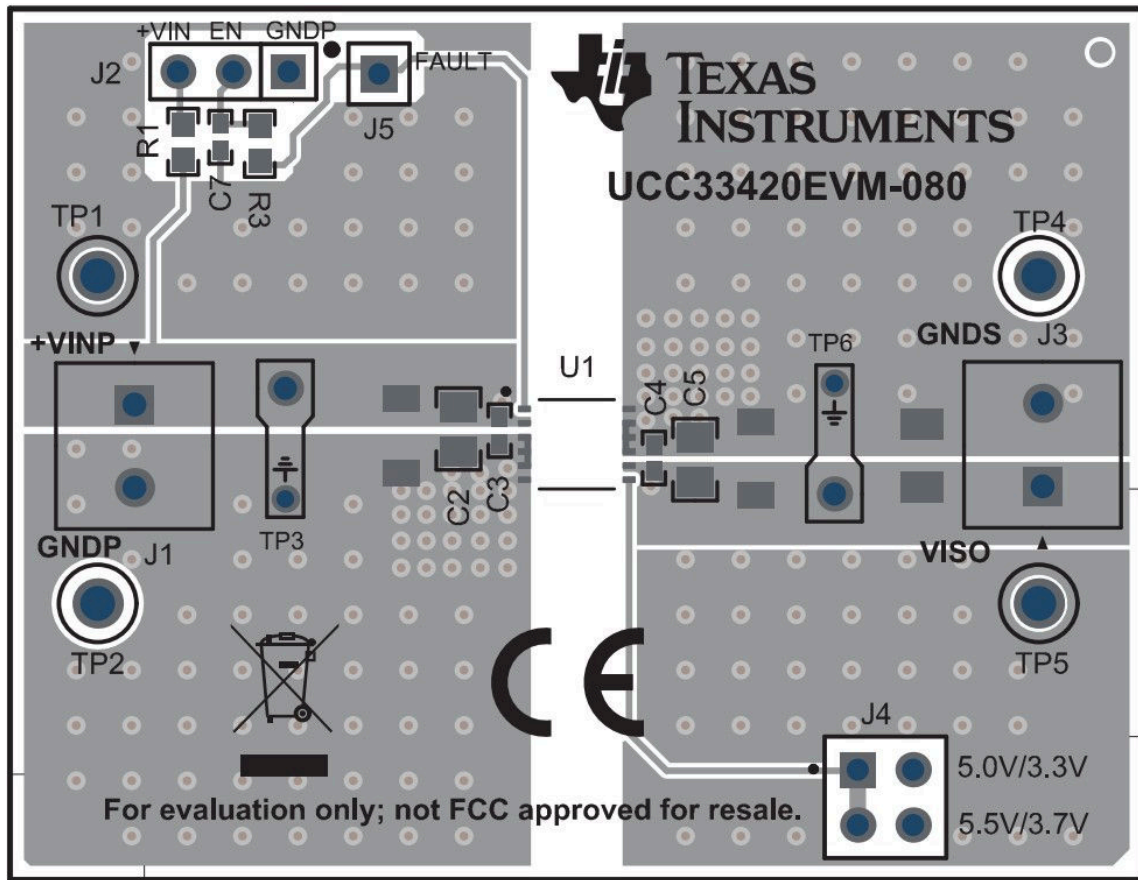 +VIN EN GNDP
J2
FAULT
J5
R1
C7
R3
TEXAS
INSTRUMENTS
UCC33420EVM-080
TP1
TP4
+VINP
GNDS
J3
TP6
U1
C4
C5
C2
C3
TP3
GNDP
J1
VISO
TP2
TP5
CE
J4
5.0V/3.3V
5.5V/3.7V
For evaluation only; not FCC approved for resale.